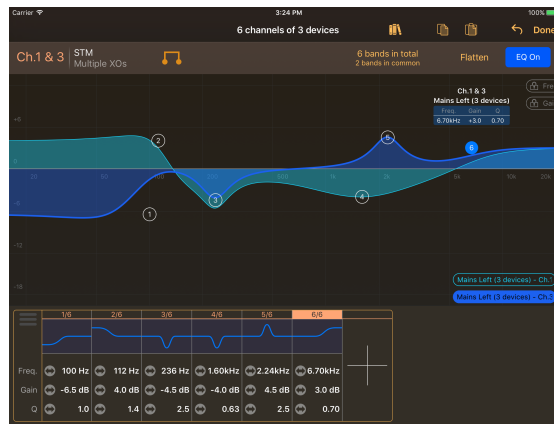 Carrier 3:24 PM 100%
6 channels of 3 devices Done
Ch.1 & 3 STM
Multiple XOs
6 bands in total
2 bands in common
Flatten EQ On
Ch.1 & 3
Mains Left (3 devices)
Freq. Gain Q
6.70kHz +3.0 0.70
Fre
Gai
+6
2
5
6
0
20 50 100 500 1k 2k 5k 10k 20k
1
3
4
-6
-12
-18
Mains Left (3 devices) - Ch.1
Mains Left (3 devices) - Ch.3
1/6 2/6 3/6 4/6 5/6 6/6
Freq. 100 Hz 112 Hz 236 Hz 1.60kHz 2.24kHz 6.70kHz
Gain -6.5 dB 4.0 dB -4.5 dB -4.0 dB 4.5 dB 3.0 dB
Q 1.0 1.4 2.5 0.63 2.5 0.70